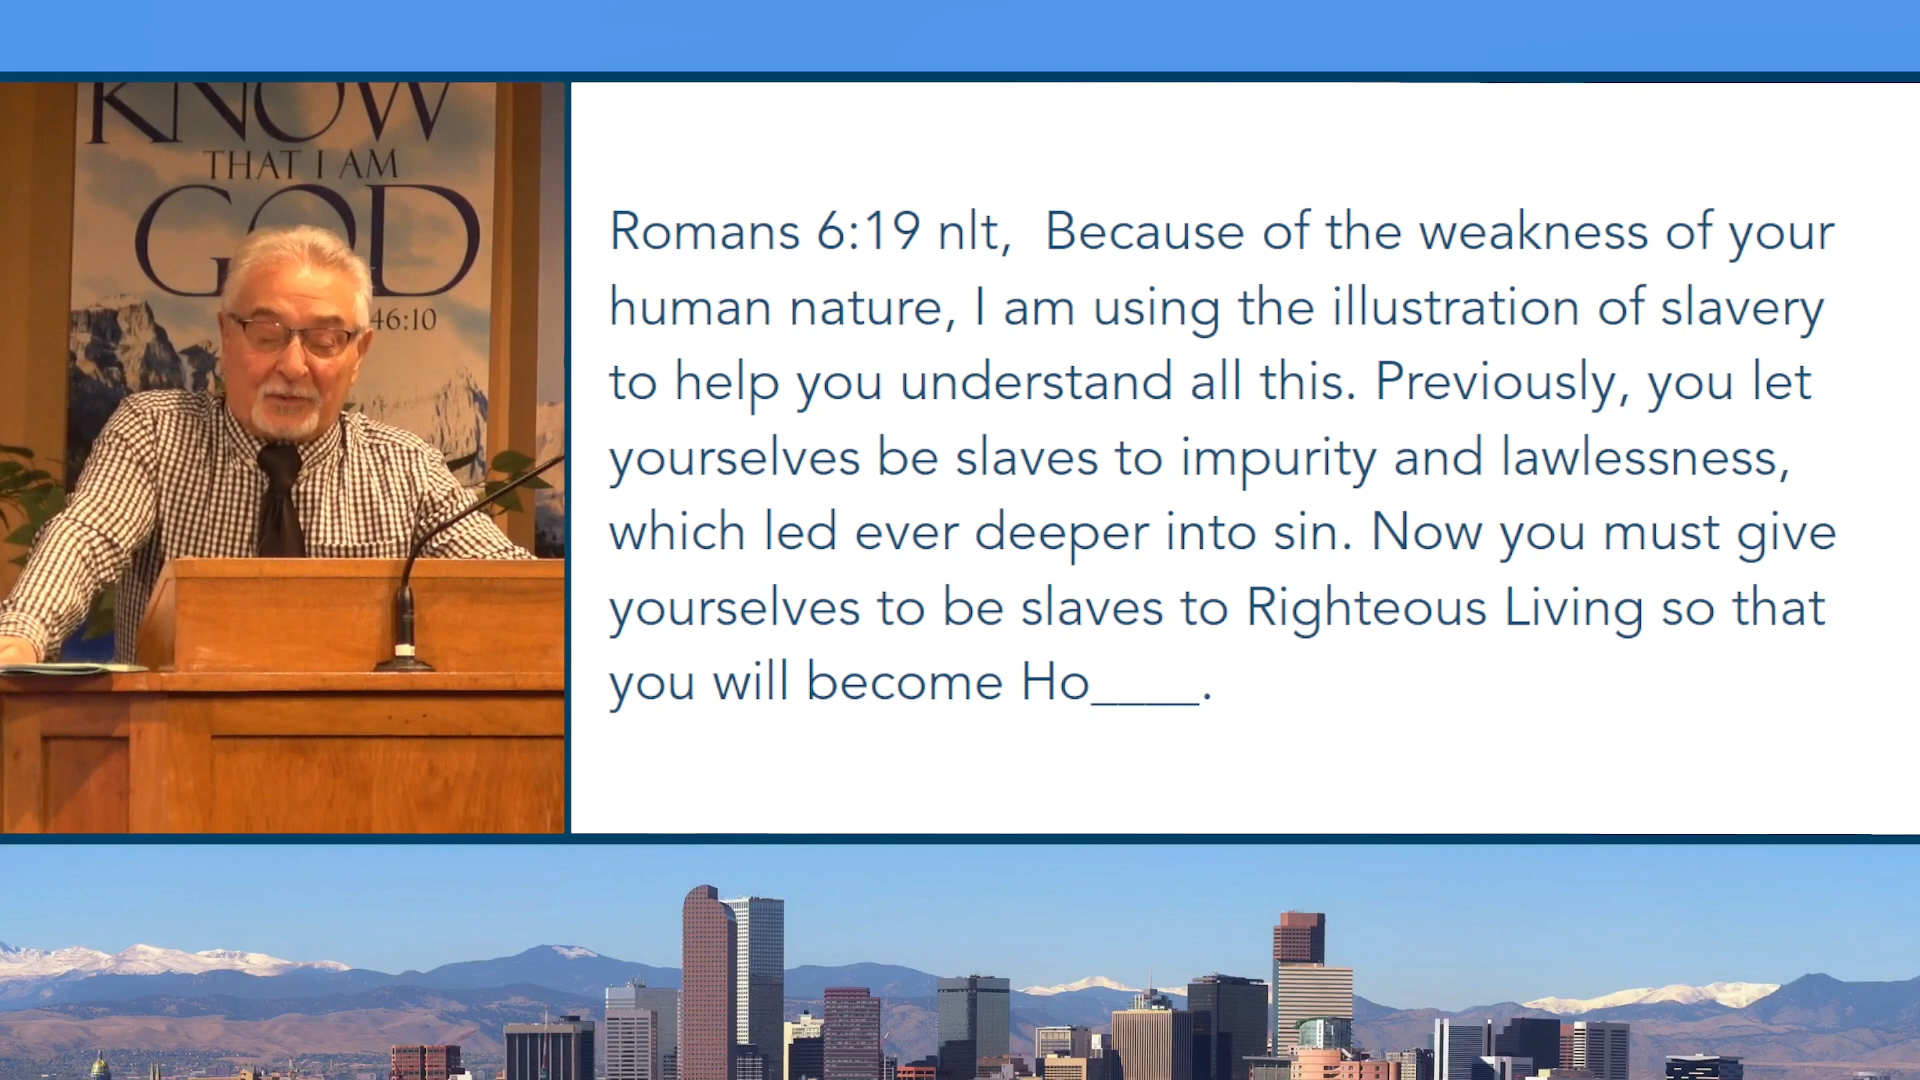 KNOW
THAT I AM
GOD
46:10
Romans 6:19 nlt,  Because of the weakness of your
human nature, I am using the illustration of slavery
to help you understand all this. Previously, you let
yourselves be slaves to impurity and lawlessness,
which led ever deeper into sin. Now you must give
yourselves to be slaves to Righteous Living so that
you will become Ho____.